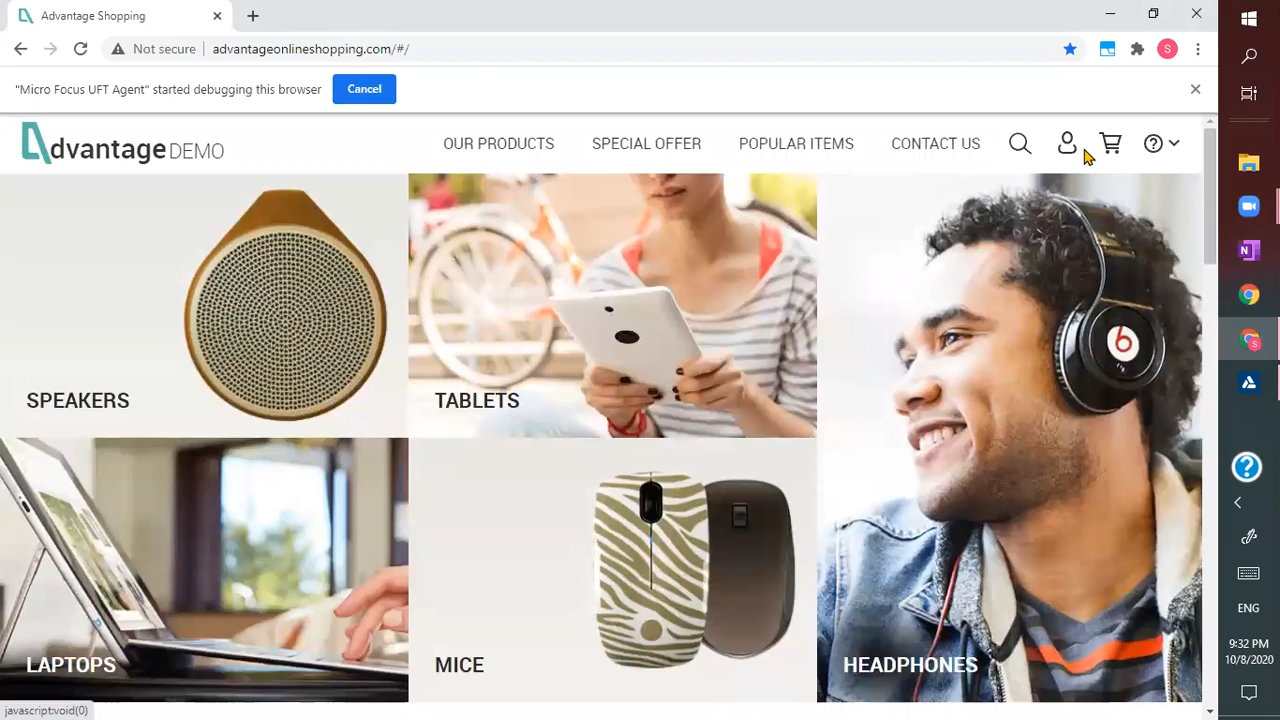 Advantage Shopping
Not secure
advantageonlineshopping.com/#/
S
"Micro Focus UFT Agent" started debugging this browser
Cancel
Advantage DEMO
OUR PRODUCTS
SPECIAL OFFER
POPULAR ITEMS
CONTACT US
SPEAKERS
TABLETS
b
LAPTOPS
MICE
HEADPHONES
javascript:void(0)
ENG
9:32 PM
10/8/2020